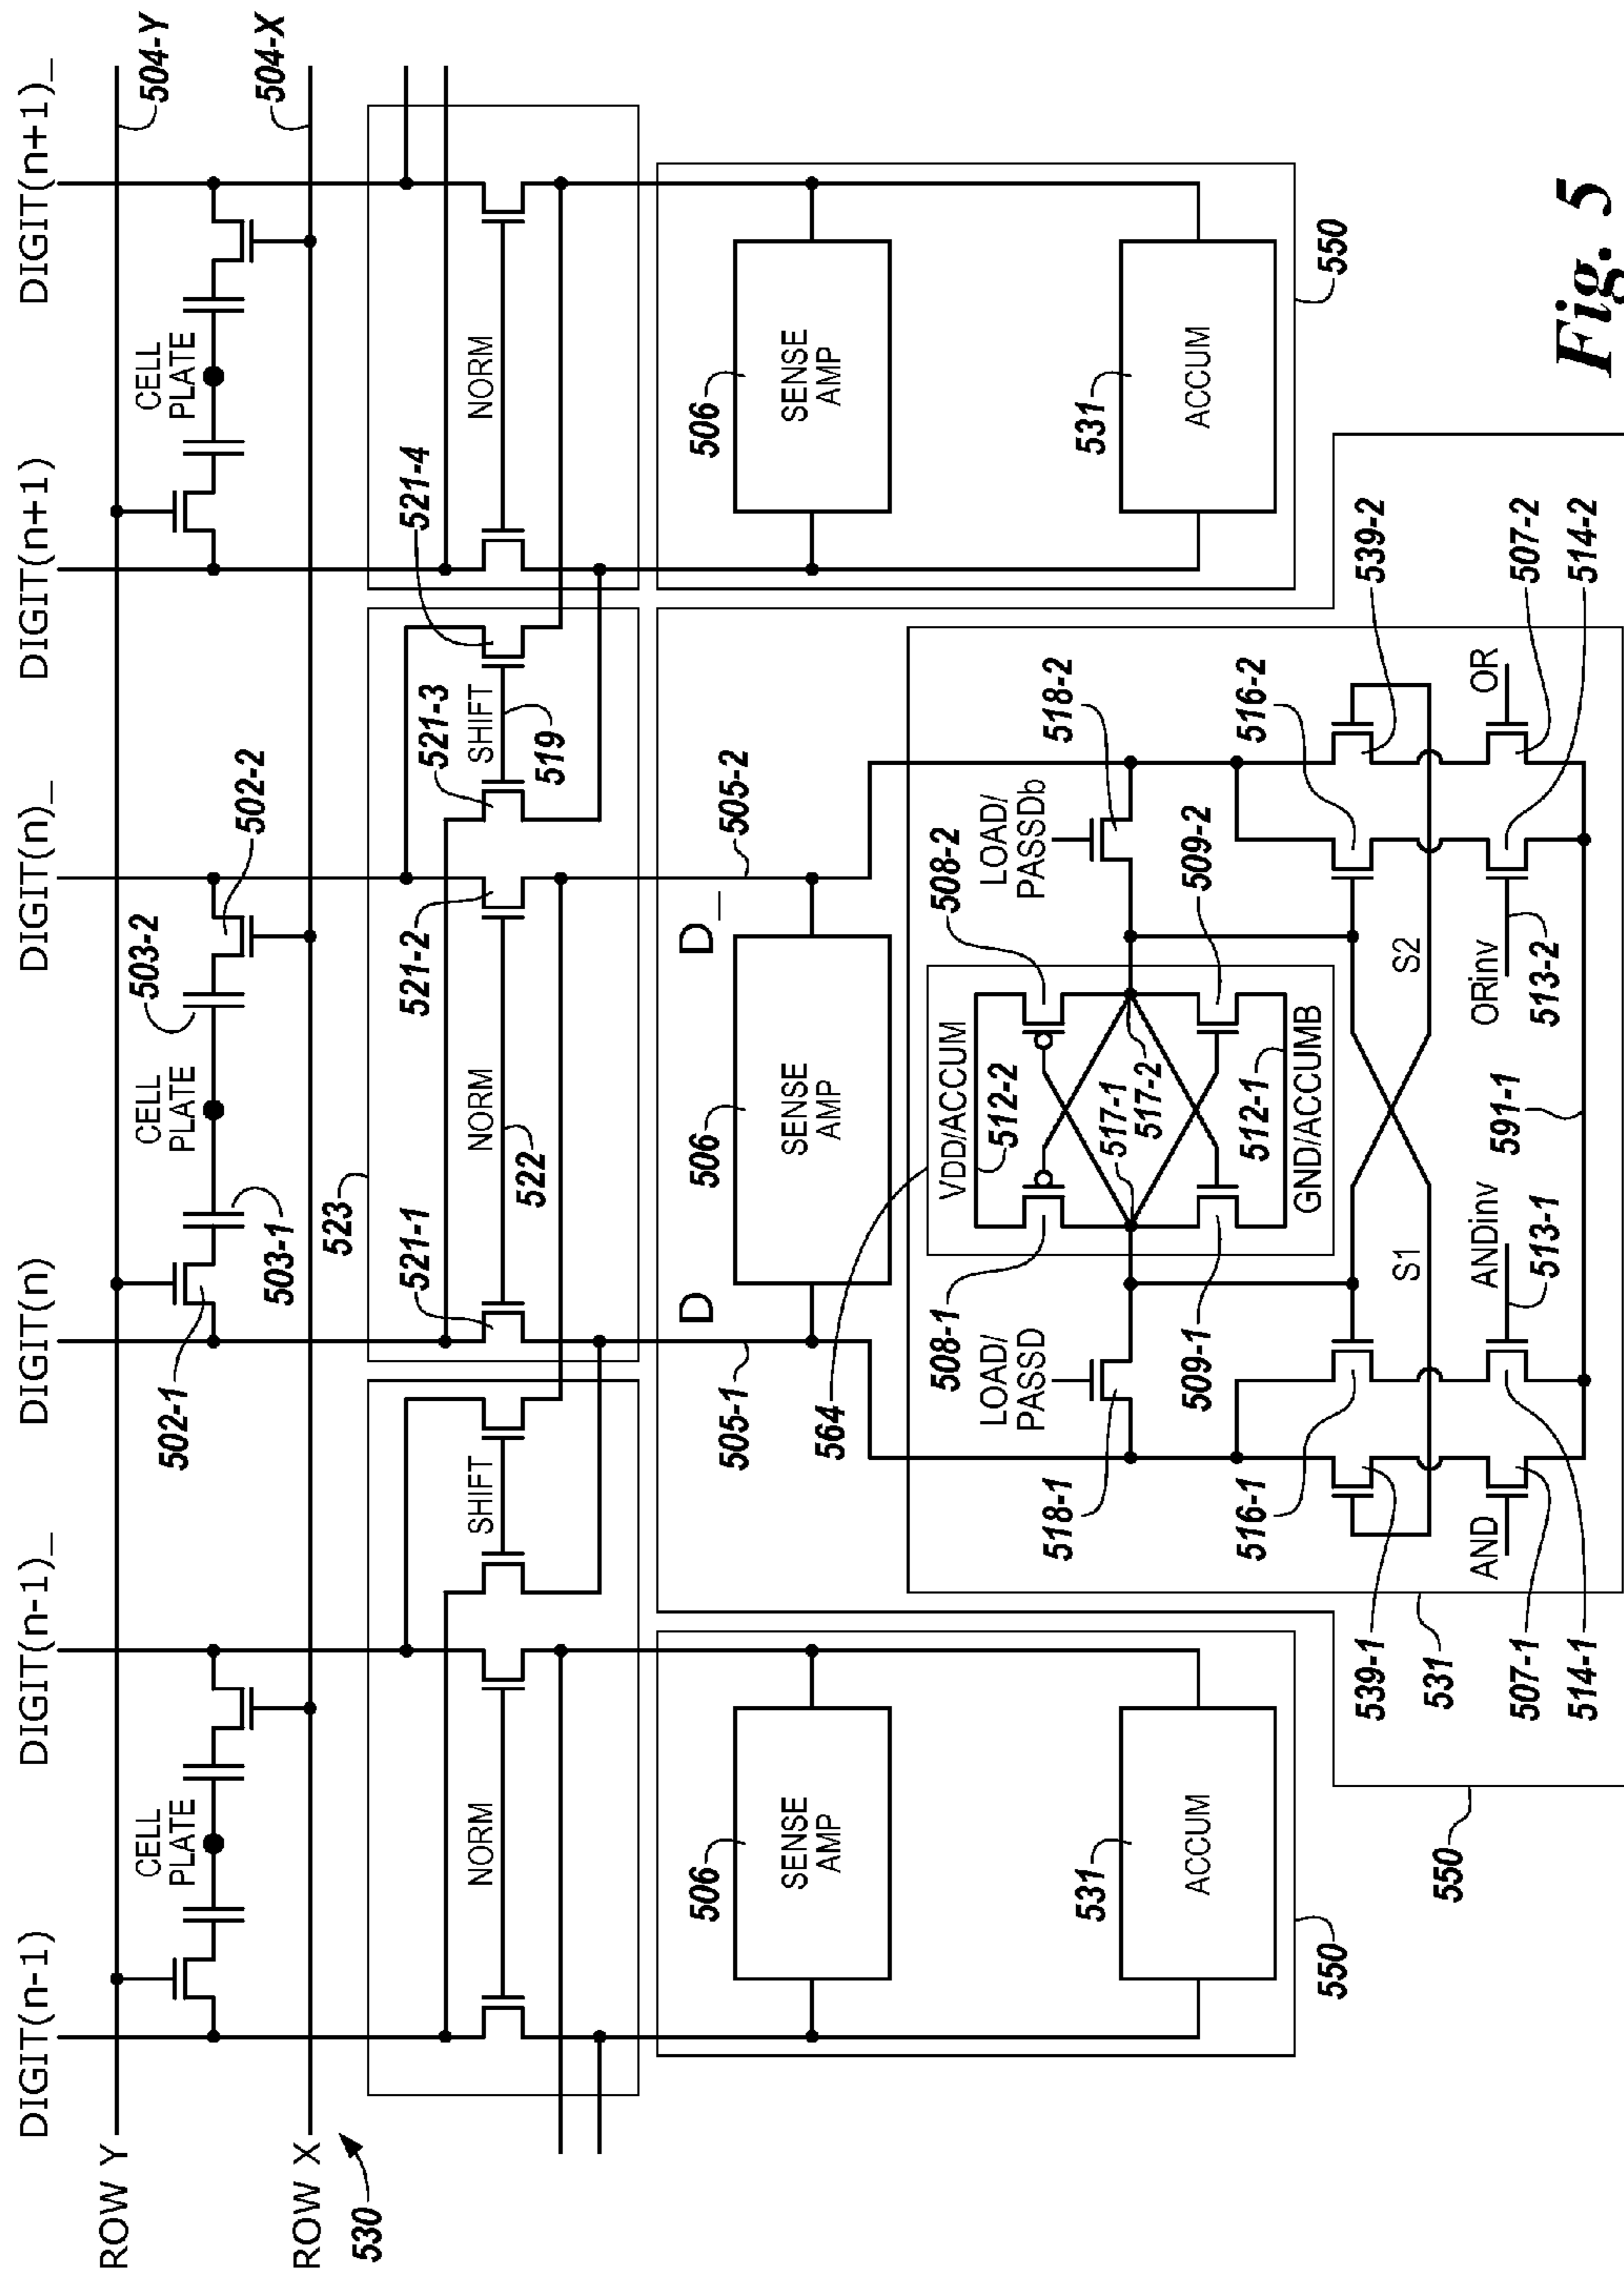 DIGIT(n-1)
DIGIT(n-1)_
DIGIT(n)
DIGIT(n)_
DIGIT(n+1)
DIGIT(n+1)_
ROW Y
504-Y
CELL
PLATE
502-1
503-1
CELL
PLATE
503-2
502-2
CELL
PLATE
ROW X
504-X
530
523
NORM
SHIFT
521-1
NORM
522
521-2
521-3
SHIFT
519
521-4
NORM
505-1
D
D_
505-2
506
SENSE
AMP
506
SENSE
AMP
506
SENSE
AMP
564
518-1
LOAD/
PASSD
508-1
VDD/ACCUM
512-2
508-2
LOAD/
PASSDb
518-2
517-1
517-2
509-1
509-2
512-1
GND/ACCUMB
531
ACCUM
531
ACCUM
550
550
516-1
516-2
539-1
S1
S2
539-2
531
550
AND
ANDinv
513-1
591-1
ORinv
513-2
OR
507-1
507-2
514-1
514-2
Fig. 5